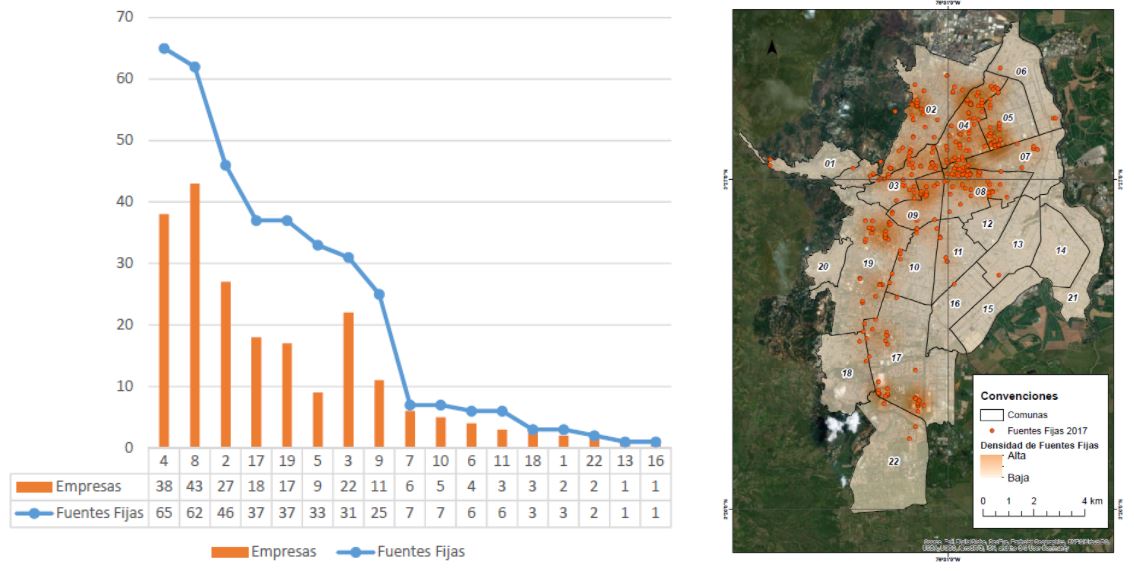 70
60
50
40
30
20
10
0
4 8 2 17 19 5 3 9 7 10 6 11 18 1 22 13 16
Empresas 38 43 27 18 17 9 22 11 6 5 4 3 3 2 2 1 1
Fuentes Fijas 65 62 46 37 37 33 31 25 7 7 6 6 3 3 2 1 1
Empresas Fuentes Fijas
06
02
05
04
01
07
03
08
09
12
11
13
14
20
19
10
16
15
21
17
18
22
Convenciones
Comunas
Fuentes Fijas 2017
Densidad de Fuentes Fijas
Alta
Baja
0 1 2 4 km